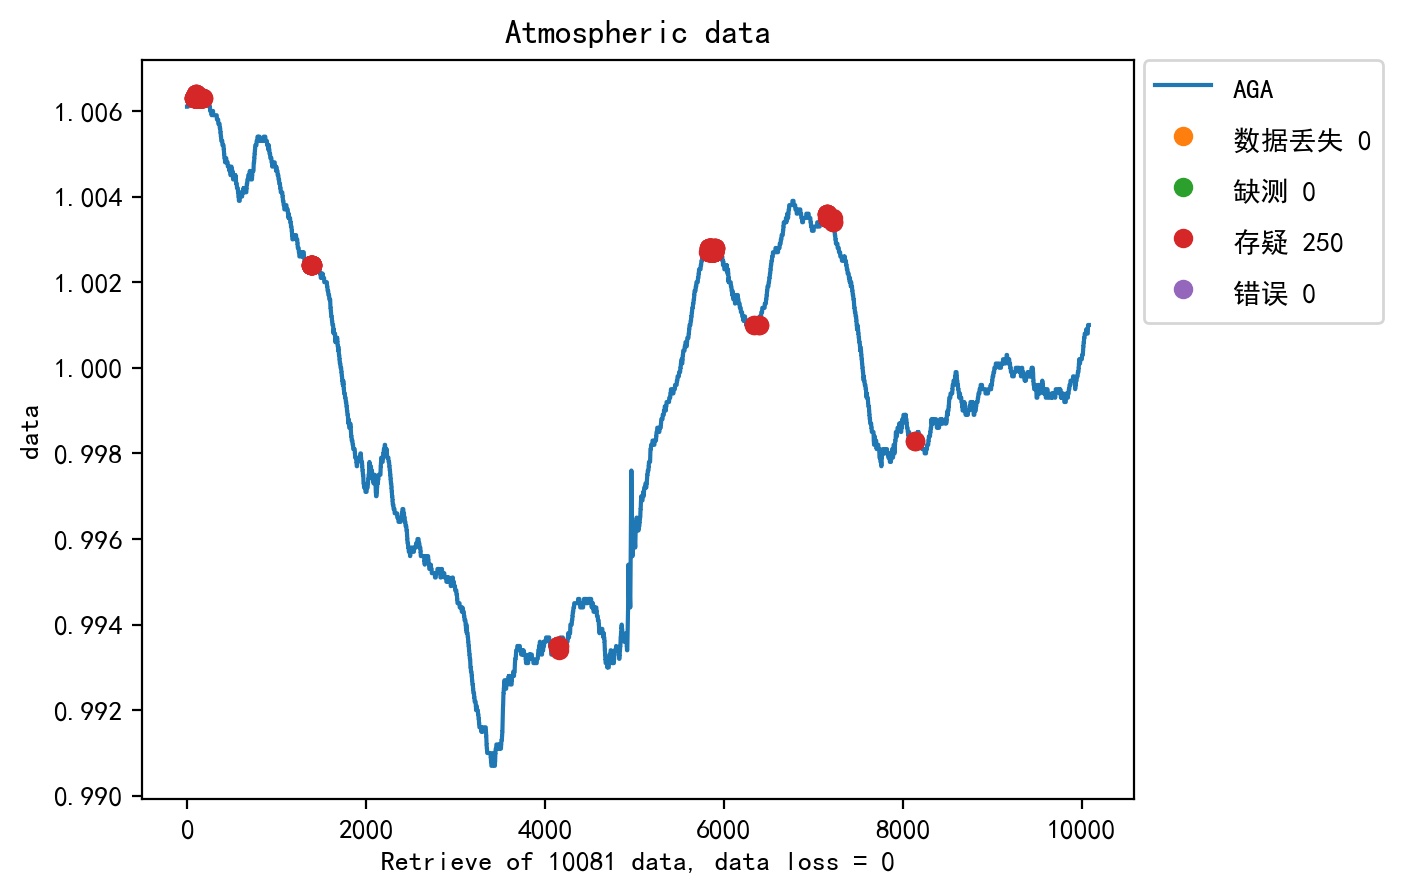 Atmospheric data
AGA
数据丢失 0
缺测 0
存疑 250
错误 0
data
1.006
1.004
1.002
1.000
0.998
0.996
0.994
0.992
0.990
0 2000 4000 6000 8000 10000
Retrieve of 10081 data, data loss = 0